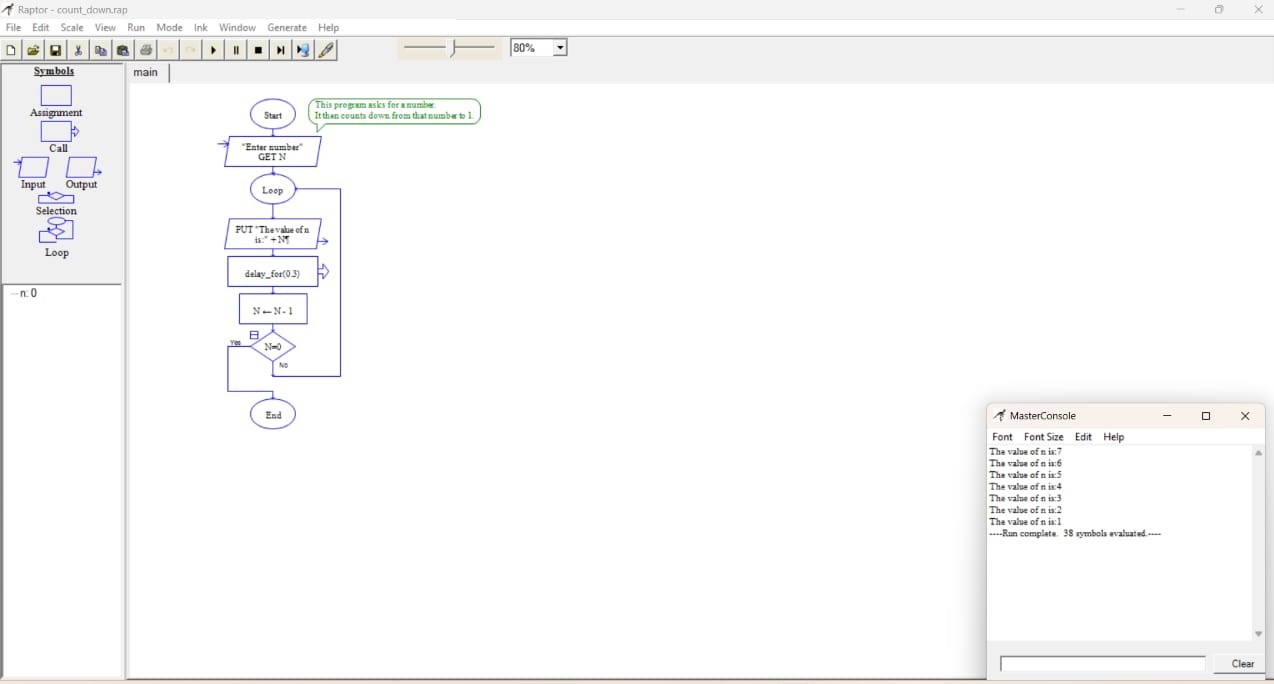 Raptor - count_down.rap
File Edit Scale View Run Mode Ink Window Generate Help
80%
Symbols
Assignment
Call
Input Output
Selection
Loop
n: 0
main
Start
This program asks for a number.
It then counts down from that number to 1.
"Enter number"
GET N
Loop
PUT "The value of n
is:" + N¶
delay_for(0.3)
N ← N - 1
Yes
N=0
No
End
MasterConsole
Font Font Size Edit Help
The value of n is:7
The value of n is:6
The value of n is:5
The value of n is:4
The value of n is:3
The value of n is:2
The value of n is:1
----Run complete. 38 symbols evaluated.----
Clear